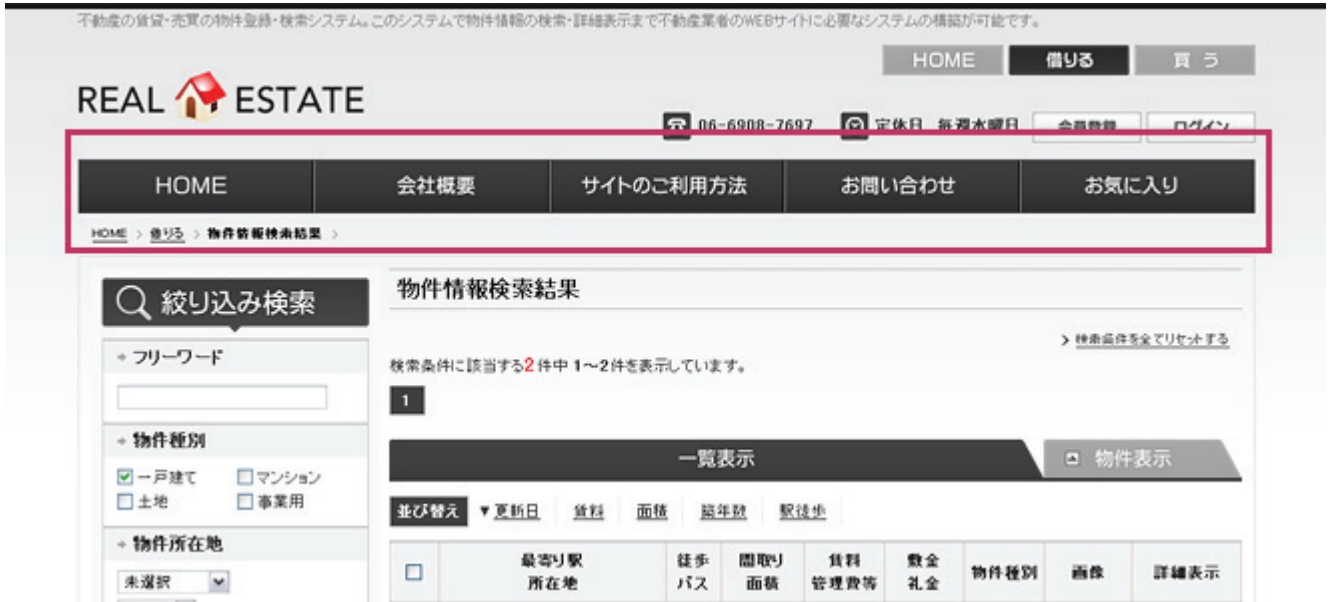 不動産の賃貸・売買の物件登録・検索システム。このシステムで物件情報の検索・詳細表示まで不動産業者のWEBサイトに必要なシステムの構築が可能です。
HOME 借りる 買う
REAL ESTATE
06-6908-7697 定休日 毎週水曜日 会員登録 ログイン
HOME 会社概要 サイトのご利用方法 お問い合わせ お気に入り
HOME > 借りる > 物件情報検索結果 >
絞り込み検索
フリーワード
物件種別
一戸建て マンション
土地 事業用
物件所在地
未選択
物件情報検索結果
> 検索条件を全てリセットする
検索条件に該当する2件中 1～2件を表示しています。
1
一覧表示 物件表示
並び替え ▼更新日 賃料 面積 築年数 駅徒歩
最寄り駅 徒歩 間取り 賃料 敷金 物件種別 画像 詳細表示
所在地 バス 面積 管理費等 礼金